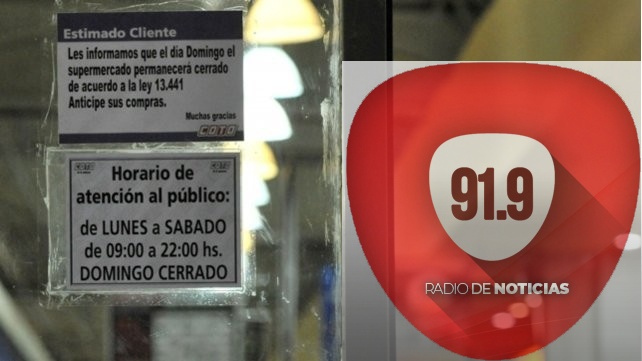 Estimado Cliente
Les informamos que el día Domingo el
supermercado permanecerá cerrado
de acuerdo a la ley 13.441
Anticipe sus compras.
Muchas gracias
COTO
Horario de
atención al público:
de LUNES a SABADO
de 09:00 a 22:00 hs.
DOMINGO CERRADO
91.9
RADIO DE NOTICIAS